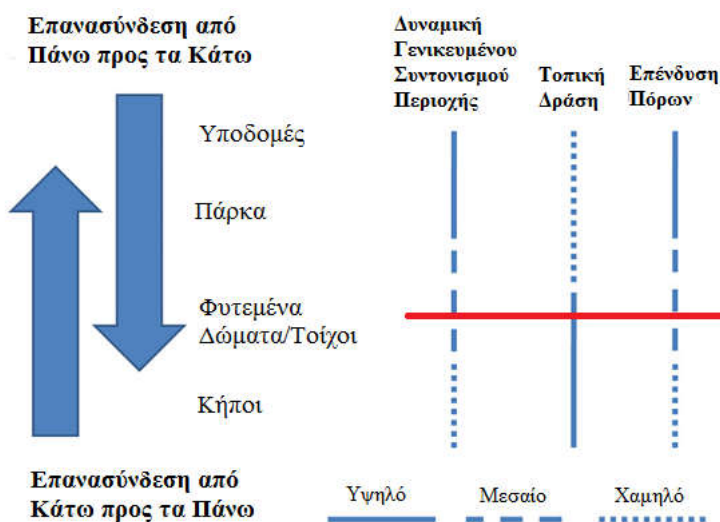 Επανασύνδεση από
Πάνω προς τα Κάτω
Δυναμική
Γενικευμένου
Συντονισμού
Περιοχής
Τοπική
Δράση
Επένδυση
Πόρων
Υποδομές
Πάρκα
Φυτεμένα
Δώματα/Τοίχοι
Κήποι
Επανασύνδεση από
Κάτω προς τα Πάνω
Υψηλό
Μεσαίο
Χαμηλό